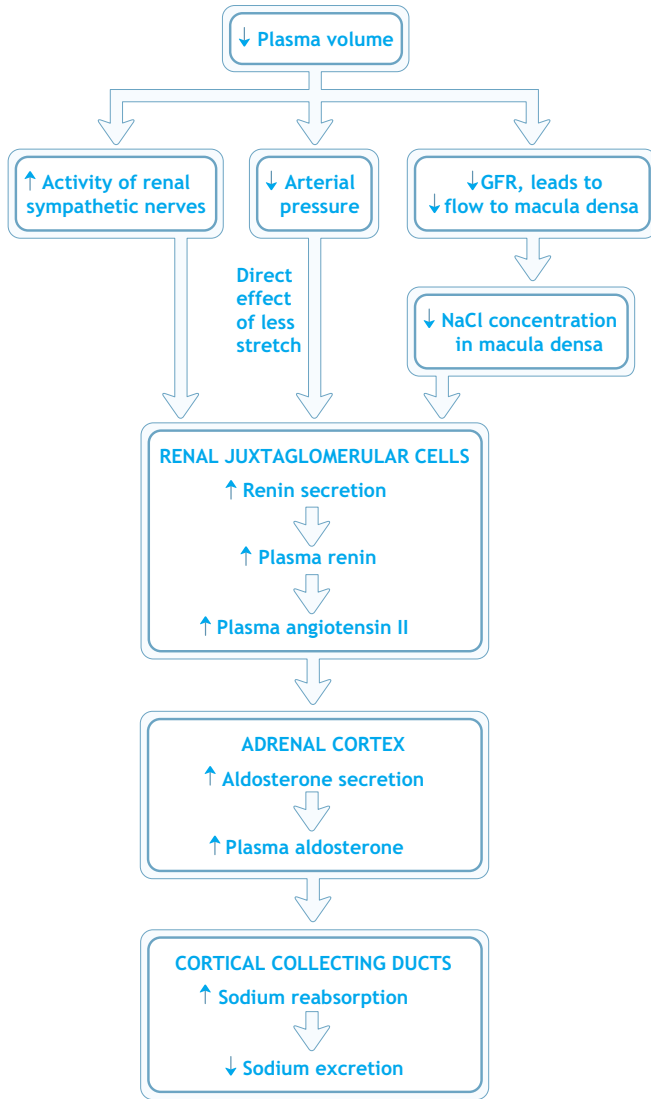 ↓ Plasma volume
↑ Activity of renal
sympathetic nerves
↓ Arterial
pressure
↓GFR, leads to
↓flow to macula densa
Direct
effect
of less
stretch
↓ NaCl concentration
in macula densa
RENAL JUXTAGLOMERULAR CELLS
↑ Renin secretion
↑ Plasma renin
↑ Plasma angiotensin II
ADRENAL CORTEX
↑ Aldosterone secretion
↑ Plasma aldosterone
CORTICAL COLLECTING DUCTS
↑ Sodium reabsorption
↓ Sodium excretion